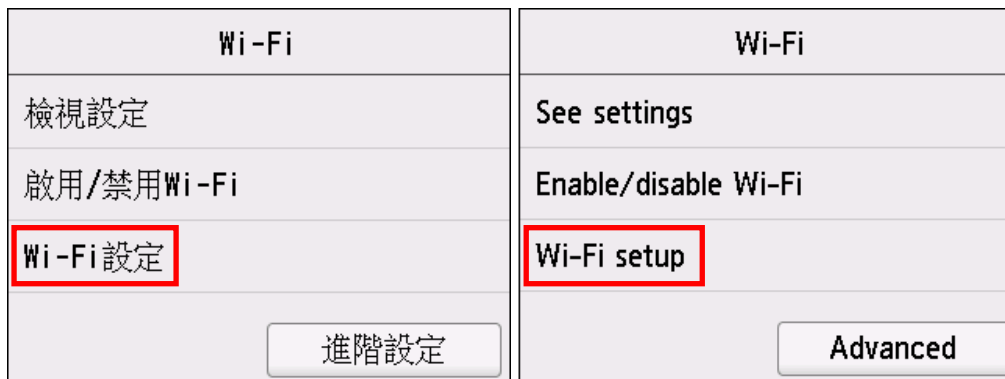 Wi-Fi
檢視設定
啟用/禁用Wi-Fi
Wi-Fi設定
進階設定
Wi-Fi
See settings
Enable/disable Wi-Fi
Wi-Fi setup
Advanced